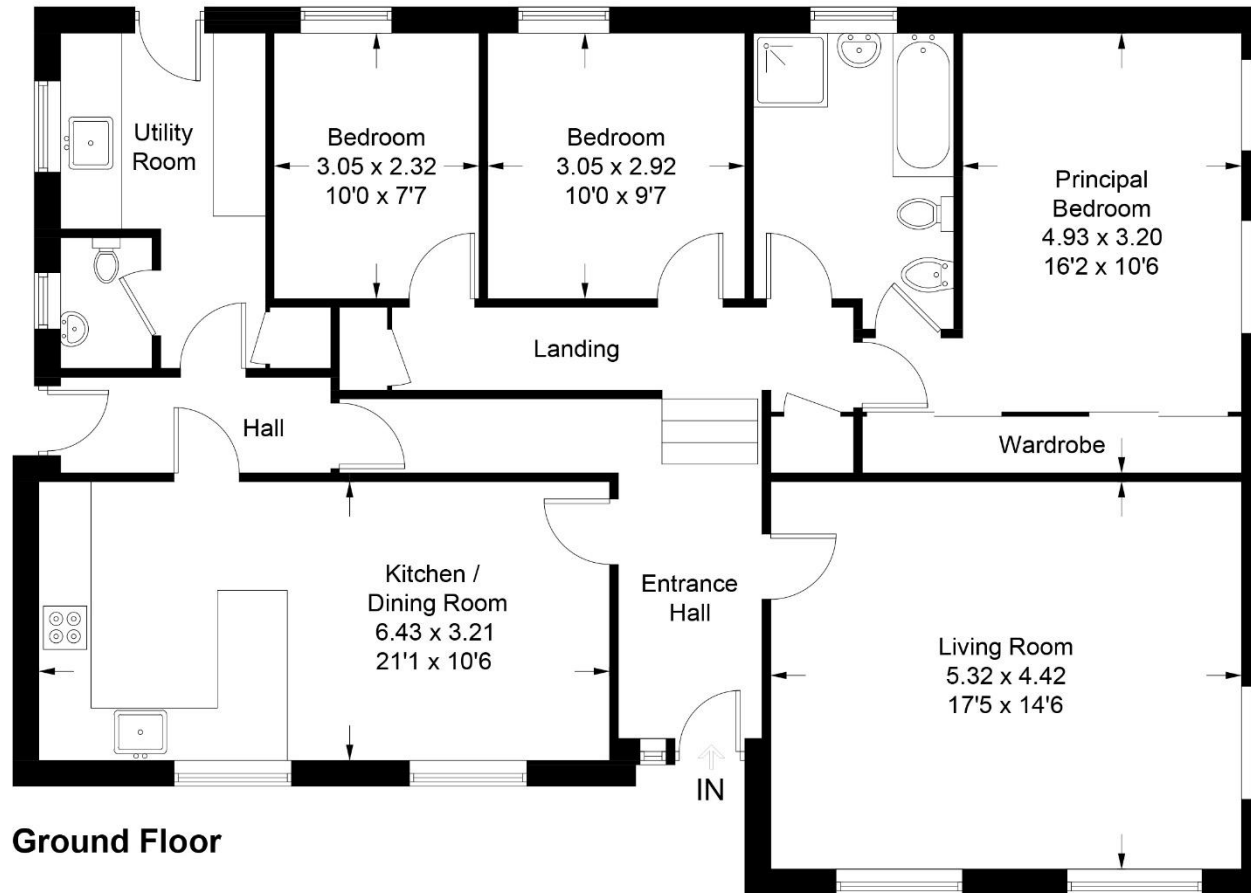 Utility
Room
Bedroom
3.05 x 2.32
10'0 x 7'7
Bedroom
3.05 x 2.92
10'0 x 9'7
Principal
Bedroom
4.93 x 3.20
16'2 x 10'6
Landing
Hall
Wardrobe
Kitchen /
Dining Room
6.43 x 3.21
21'1 x 10'6
Entrance
Hall
Living Room
5.32 x 4.42
17'5 x 14'6
IN
Ground Floor